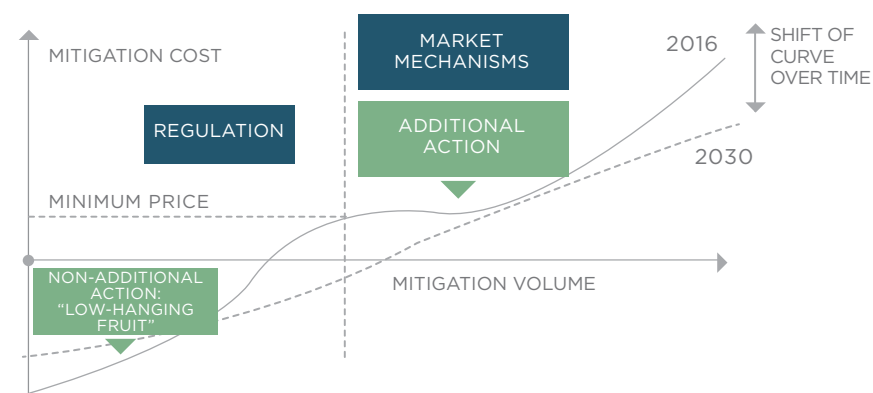 MITIGATION COST
MARKET
MECHANISMS
2016
SHIFT OF
CURVE
OVER TIME
REGULATION
ADDITIONAL
ACTION
2030
MINIMUM PRICE
MITIGATION VOLUME
NON-ADDITIONAL
ACTION:
“LOW-HANGING
FRUIT”